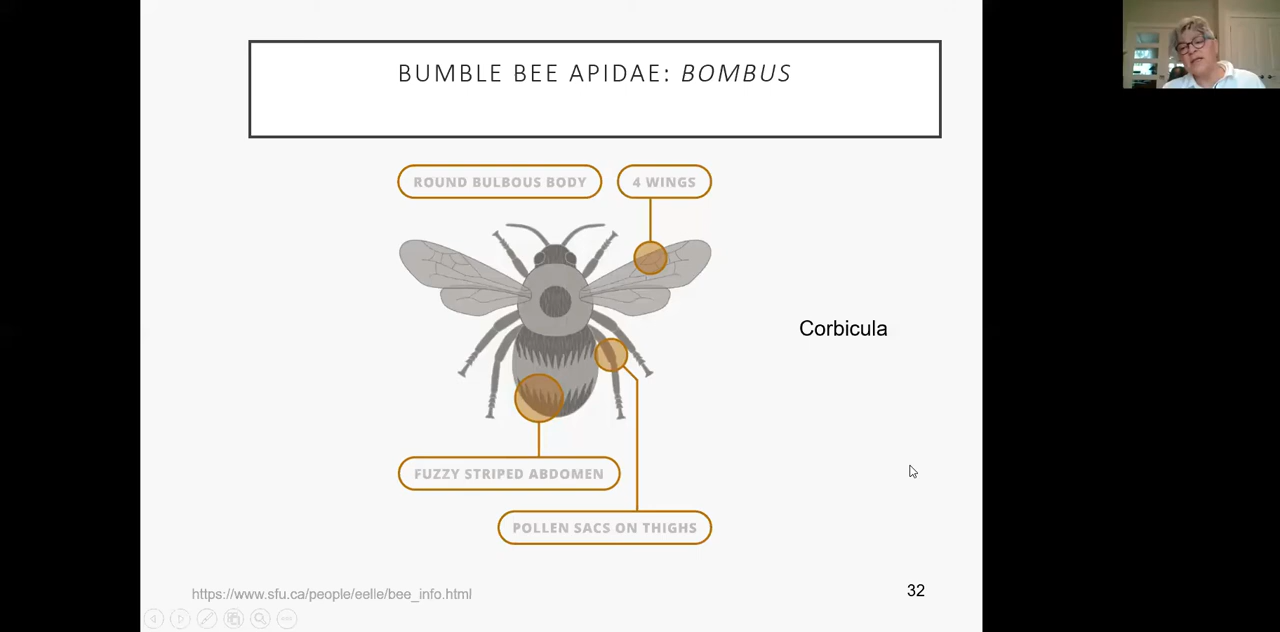 BUMBLE BEE APIDAE: BOMBUS
ROUND BULBOUS BODY
4 WINGS
Corbicula
FUZZY STRIPED ABDOMEN
POLLEN SACS ON THIGHS
https://www.sfu.ca/people/eelle/bee_info.html
32